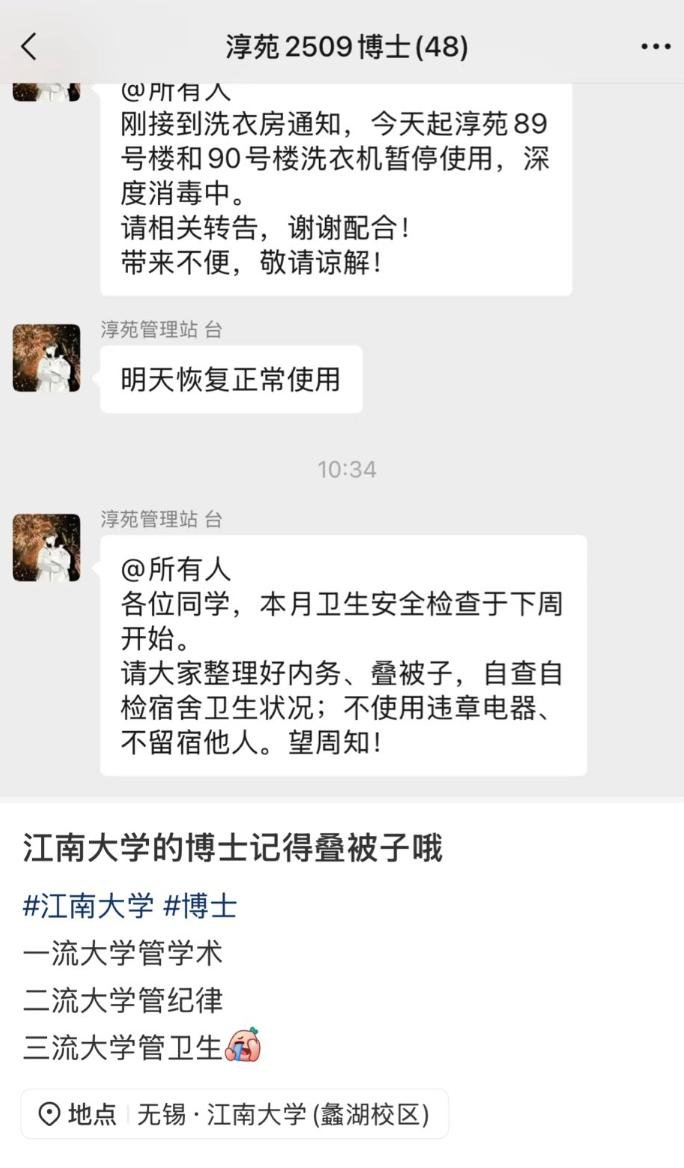 淳苑2509博士(48)
@所有人
刚接到洗衣房通知，今天起淳苑89
号楼和90号楼洗衣机暂停使用，深
度消毒中。
请相关转告，谢谢配合！
带来不便，敬请谅解！
淳苑管理站 台
明天恢复正常使用
10:34
淳苑管理站 台
@所有人
各位同学，本月卫生安全检查于下周
开始。
请大家整理好内务、叠被子，自查自
检宿舍卫生状况；不使用违章电器、
不留宿他人。望周知！
江南大学的博士记得叠被子哦
#江南大学 #博士
一流大学管学术
二流大学管纪律
三流大学管卫生
地点 无锡·江南大学(蠡湖校区)